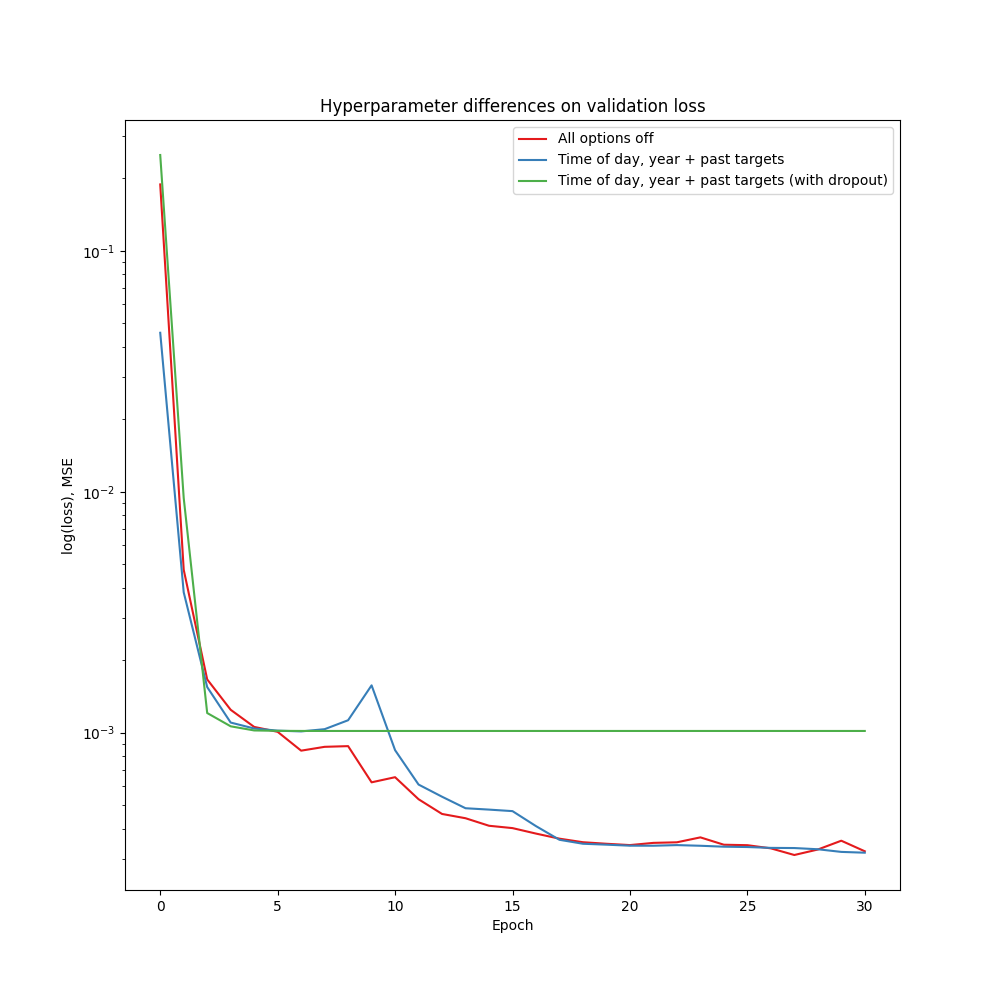 Hyperparameter differences on validation loss
All options off
Time of day, year + past targets
Time of day, year + past targets (with dropout)
log(loss), MSE
10⁻¹
10⁻²
10⁻³
0 5 10 15 20 25 30
Epoch